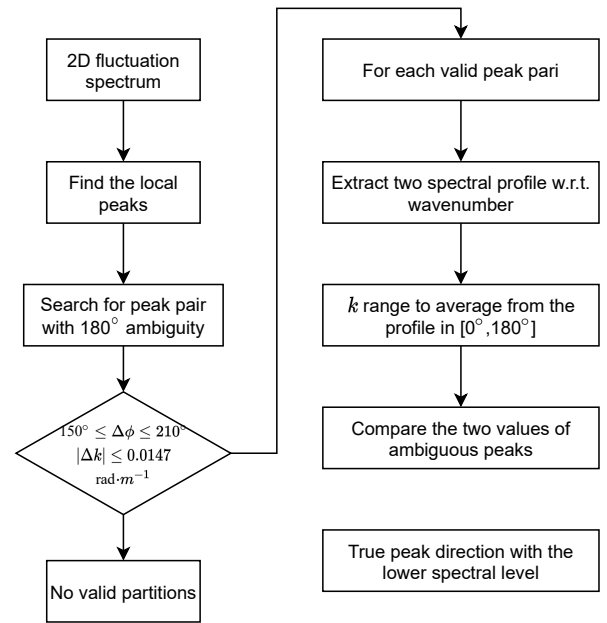 2D fluctuation
spectrum
Find the local
peaks
Search for peak pair
with 180° ambiguity
150° ≤ Δϕ ≤ 210°
|Δk| ≤ 0.0147
rad·m⁻¹
No valid partitions
For each valid peak pari
Extract two spectral profile w.r.t.
wavenumber
k range to average from the
profile in [0°,180°]
Compare the two values of
ambiguous peaks
True peak direction with the
lower spectral level